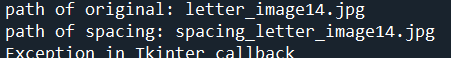 path of original: letter_image14.jpg
path of spacing: spacing_letter_image14.jpg
Exception in Tkinter callback